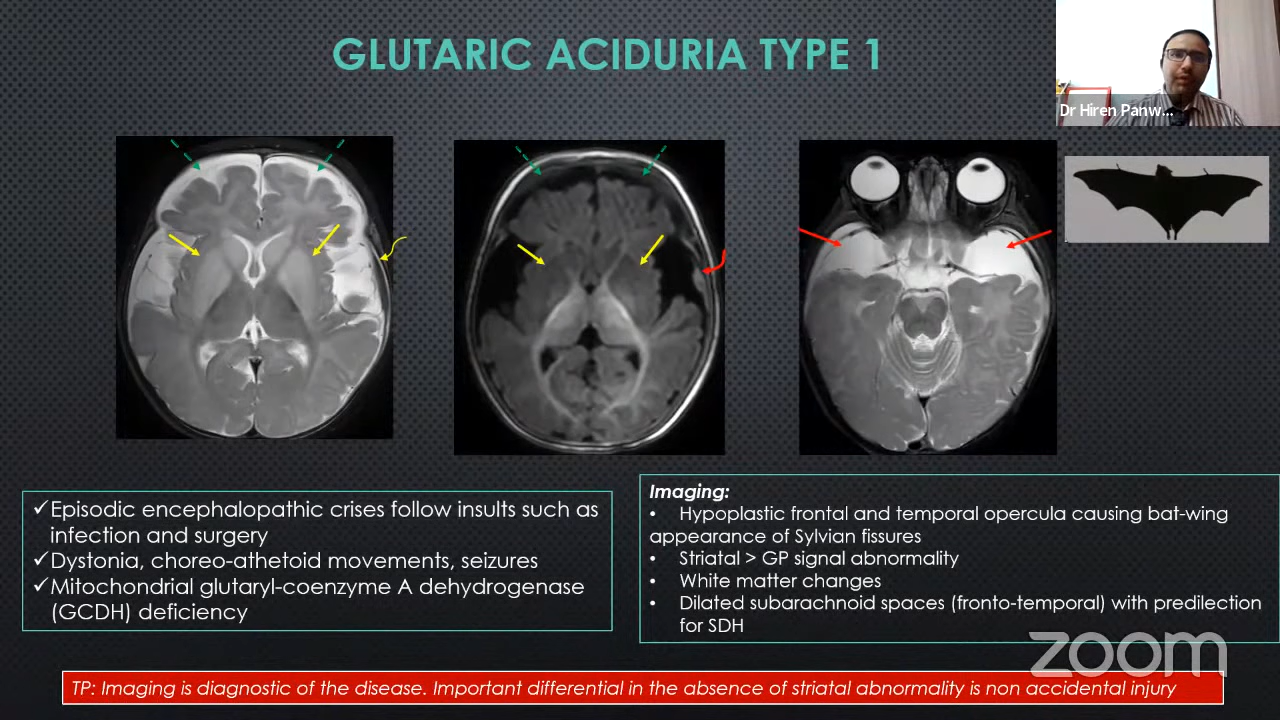 GLUTARIC ACIDURIA TYPE 1
Dr Hiren Panw...
✓Episodic encephalopathic crises follow insults such as
infection and surgery
✓Dystonia, choreo-athetoid movements, seizures
✓Mitochondrial glutaryl-coenzyme A dehydrogenase
(GCDH) deficiency
Imaging:
• Hypoplastic frontal and temporal opercula causing bat-wing
appearance of Sylvian fissures
• Striatal > GP signal abnormality
• White matter changes
• Dilated subarachnoid spaces (fronto-temporal) with predilection
for SDH
zoom
TP: Imaging is diagnostic of the disease. Important differential in the absence of striatal abnormality is non accidental injury